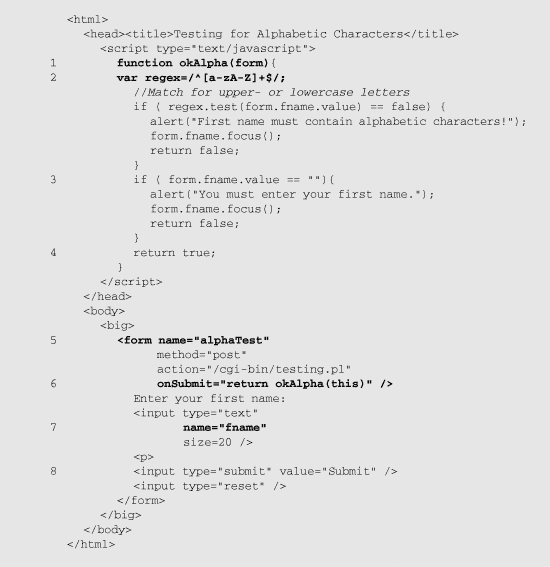 <html>
<head><title>Testing for Alphabetic Characters</title>
<script type="text/javascript">
1 function okAlpha(form){
2 var regex=/^[a-zA-Z]+$/;
//Match for upper- or lowercase letters
if ( regex.test(form.fname.value) == false) {
alert("First name must contain alphabetic characters!");
form.fname.focus();
return false;
}
3 if ( form.fname.value == ""){
alert("You must enter your first name.");
form.fname.focus();
return false;
}
4 return true;
}
</script>
</head>
<body>
<big>
5 <form name="alphaTest"
method="post"
action="/cgi-bin/testing.pl"
6 onSubmit="return okAlpha(this)" />
Enter your first name:
<input type="text"
7 name="fname"
size=20 />
<p>
8 <input type="submit" value="Submit" />
<input type="reset" />
</form>
</big>
</body>
</html>